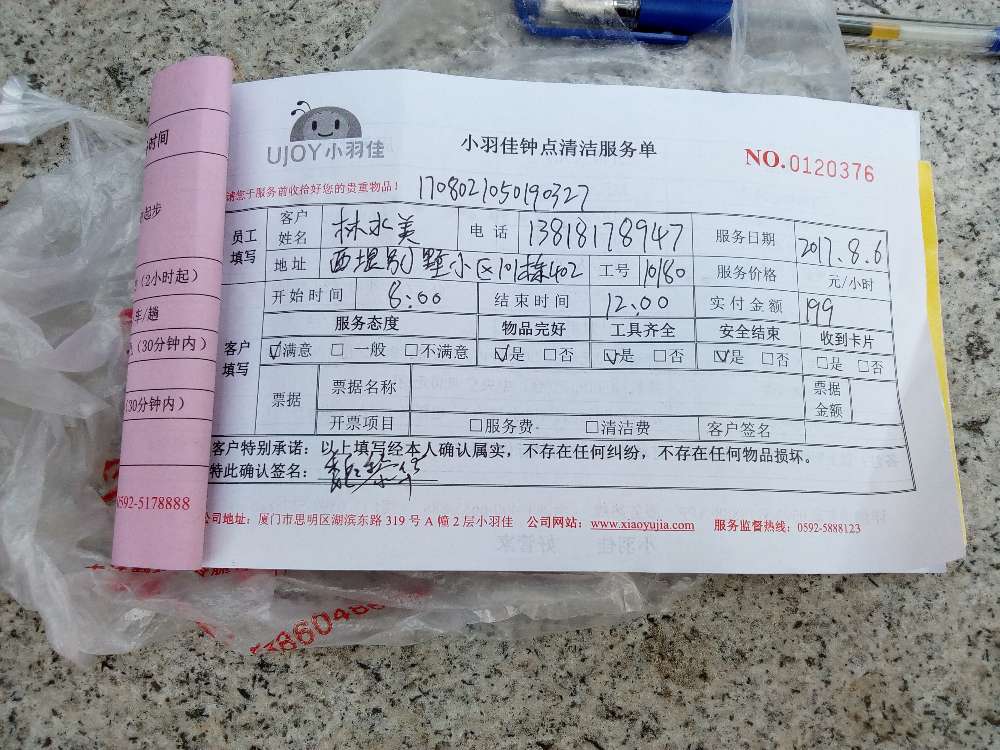 时间
起步
(2小时起)
车/趟
(30分钟内)
(30分钟内)
0592-5178888
UJOY小羽佳
小羽佳钟点清洁服务单
NO.0120376
请您于服务前收拾好您的贵重物品！
1708021050190327
员工填写 客户姓名 林水美 电话 13818178947 服务日期 2017.8.6
地址 西堤别墅小区101栋402 工号 10180 服务价格 元/小时
开始时间 8:00 结束时间 12:00 实付金额 199
客户填写 服务态度 物品完好 工具齐全 安全结束 收到卡片
☑满意 □一般 □不满意 ☑是 □否 ☑是 □否 ☑是 □否 □是 □否
票据 票据名称 票据金额
开票项目 □服务费 □清洁费 客户签名
客户特别承诺：以上填写经本人确认属实，不存在任何纠纷，不存在任何物品损坏。
特此确认签名：
公司地址：厦门市思明区湖滨东路 319 号 A 幢 2 层小羽佳 公司网站：www.xiaoyujia.com 服务监督热线：0592-5888123